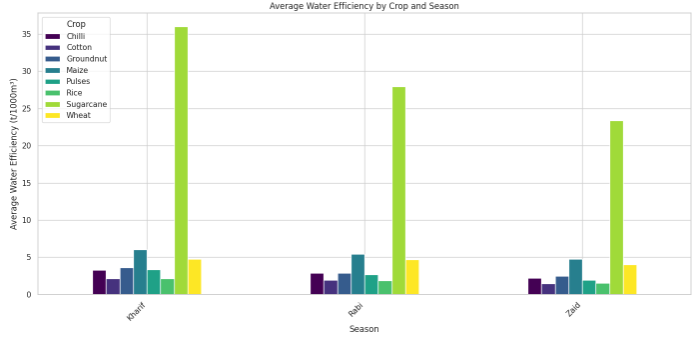 Average Water Efficiency by Crop and Season
Crop
Chilli
Cotton
Groundnut
Maize
Pulses
Rice
Sugarcane
Wheat
35
30
25
20
15
10
5
0
Average Water Efficiency (t/1000m³)
Kharif
Rabi
Zaid
Season